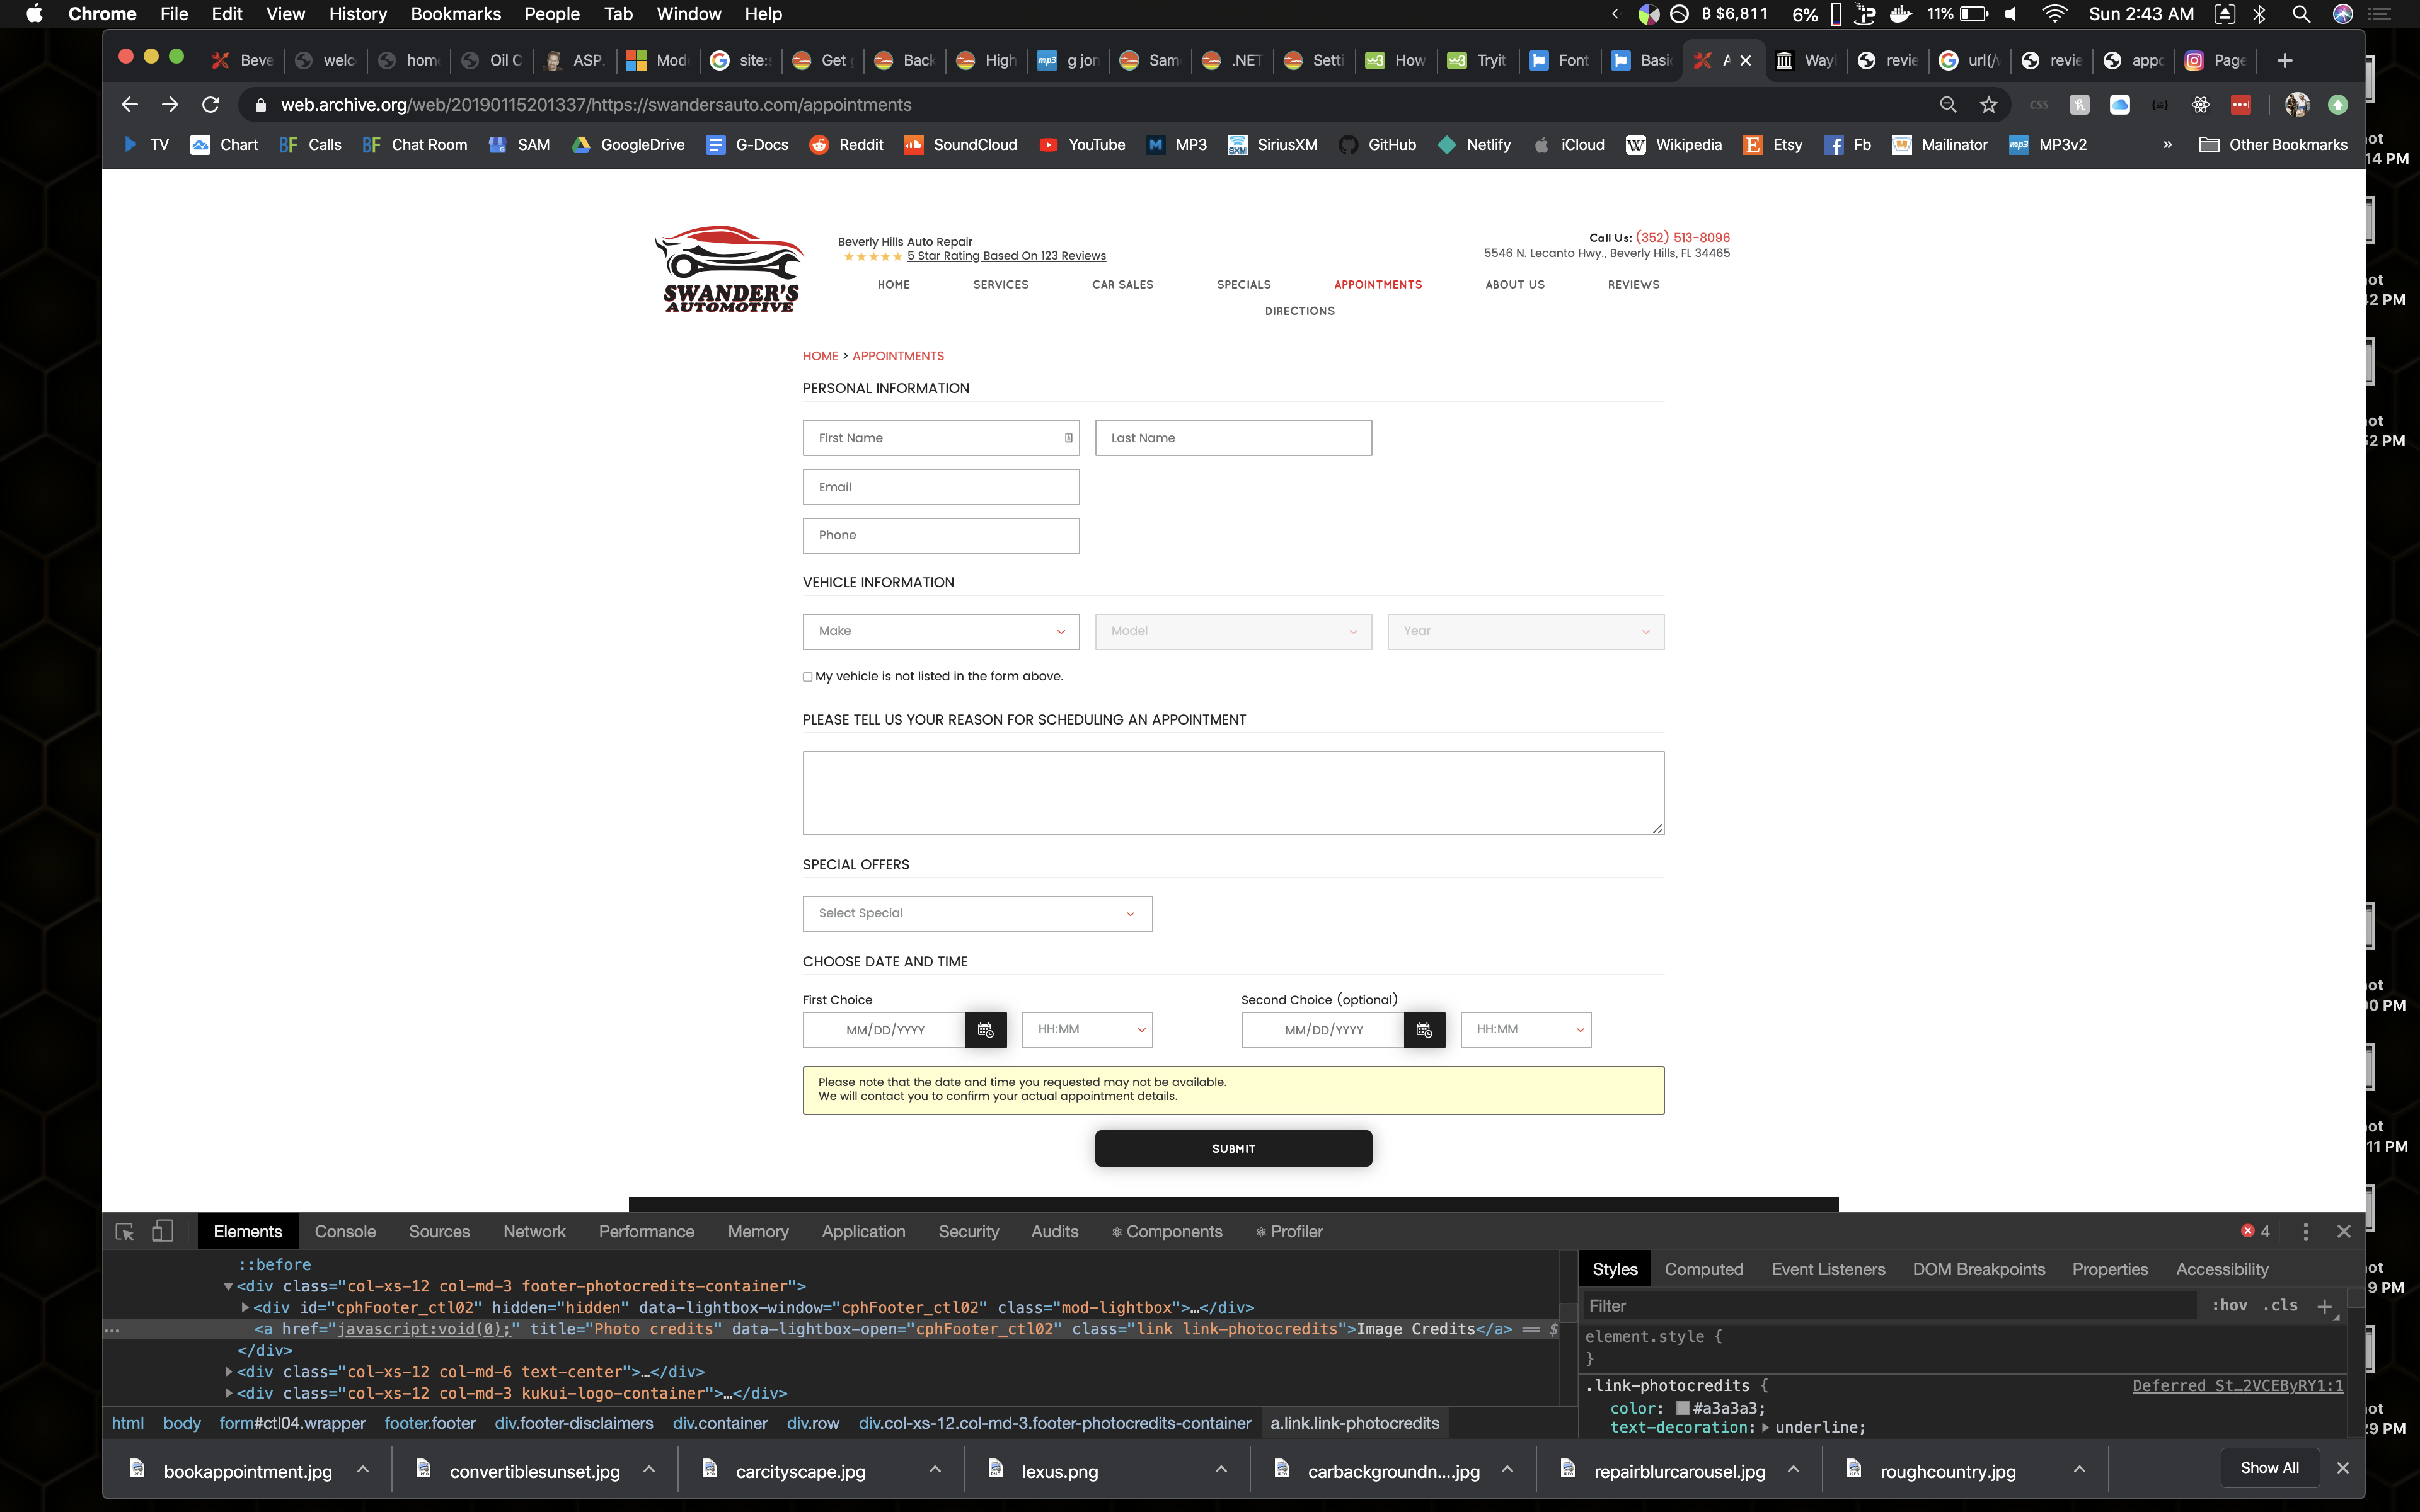 Chrome File Edit View History Bookmarks People Tab Window Help
฿ $6,811 6% 11% Sun 2:43 AM
Beve welc hom Oil C ASP. Mod site: Get Back High g jon Sam .NET Setti How Tryit Font Basi A Way revie url(/ revie appo Page
web.archive.org/web/20190115201337/https://swandersauto.com/appointments
TV Chart BF Calls BF Chat Room SAM GoogleDrive G-Docs Reddit SoundCloud YouTube MP3 SiriusXM GitHub Netlify iCloud Wikipedia Etsy Fb Mailinator MP3v2 » Other Bookmarks
SWANDER'S
AUTOMOTIVE
Beverly Hills Auto Repair
5 Star Rating Based On 123 Reviews
Call Us: (352) 513-8096
5546 N. Lecanto Hwy., Beverly Hills, FL 34465
HOME SERVICES CAR SALES SPECIALS APPOINTMENTS ABOUT US REVIEWS
DIRECTIONS
HOME > APPOINTMENTS
PERSONAL INFORMATION
First Name Last Name
Email
Phone
VEHICLE INFORMATION
Make Model Year
My vehicle is not listed in the form above.
PLEASE TELL US YOUR REASON FOR SCHEDULING AN APPOINTMENT
SPECIAL OFFERS
Select Special
CHOOSE DATE AND TIME
First Choice Second Choice (optional)
MM/DD/YYYY HH:MM MM/DD/YYYY HH:MM
Please note that the date and time you requested may not be available.
We will contact you to confirm your actual appointment details.
SUBMIT
Elements Console Sources Network Performance Memory Application Security Audits Components Profiler 4
::before
<div class="col-xs-12 col-md-3 footer-photocredits-container">
<div id="cphFooter_ctl02" hidden="hidden" data-lightbox-window="cphFooter_ctl02" class="mod-lightbox">…</div>
<a href="javascript:void(0);" title="Photo credits" data-lightbox-open="cphFooter_ctl02" class="link link-photocredits">Image Credits</a> == $
</div>
<div class="col-xs-12 col-md-6 text-center">…</div>
<div class="col-xs-12 col-md-3 kukui-logo-container">…</div>
html body form#ctl04.wrapper footer.footer div.footer-disclaimers div.container div.row div.col-xs-12.col-md-3.footer-photocredits-container a.link.link-photocredits
Styles Computed Event Listeners DOM Breakpoints Properties Accessibility
Filter :hov .cls +
element.style {
}
.link-photocredits { Deferred St…2VCEByRY1:1
color: #a3a3a3;
text-decoration: underline;
bookappointment.jpg convertiblesunset.jpg carcityscape.jpg lexus.png carbackgroundn....jpg repairblurcarousel.jpg roughcountry.jpg Show All